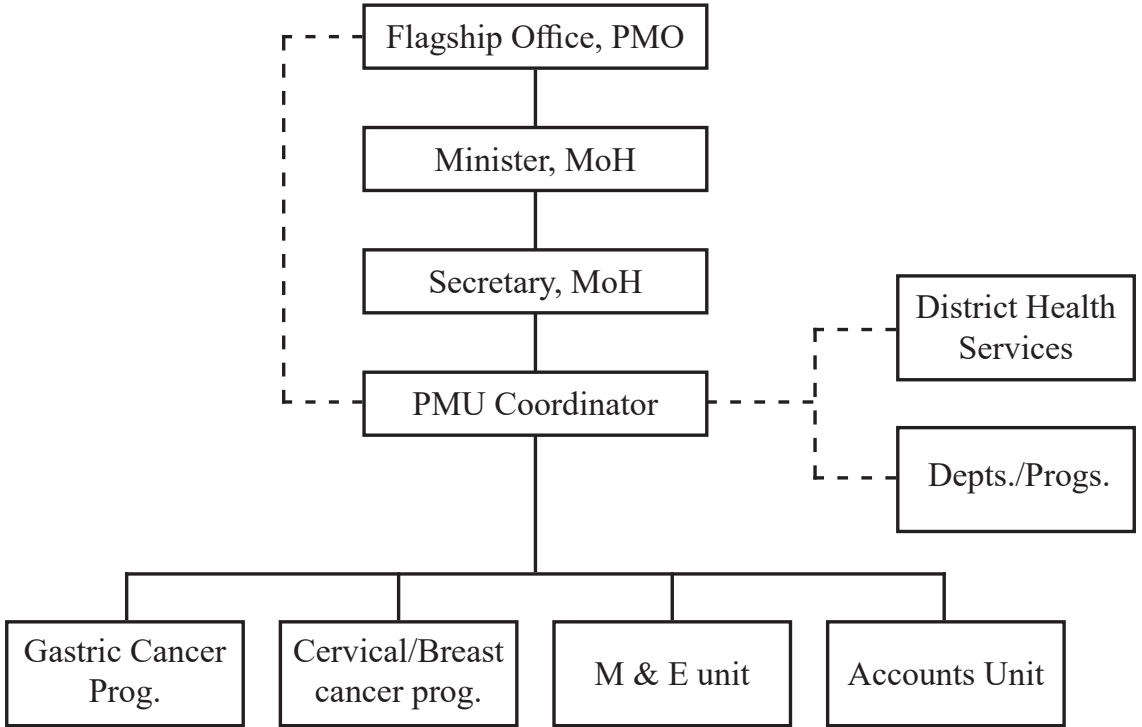 Flagship Office, PMO
Minister, MoH
Secretary, MoH
District Health
Services
PMU Coordinator
Depts./Progs.
Gastric Cancer
Prog.
Cervical/Breast
cancer prog.
M & E unit
Accounts Unit